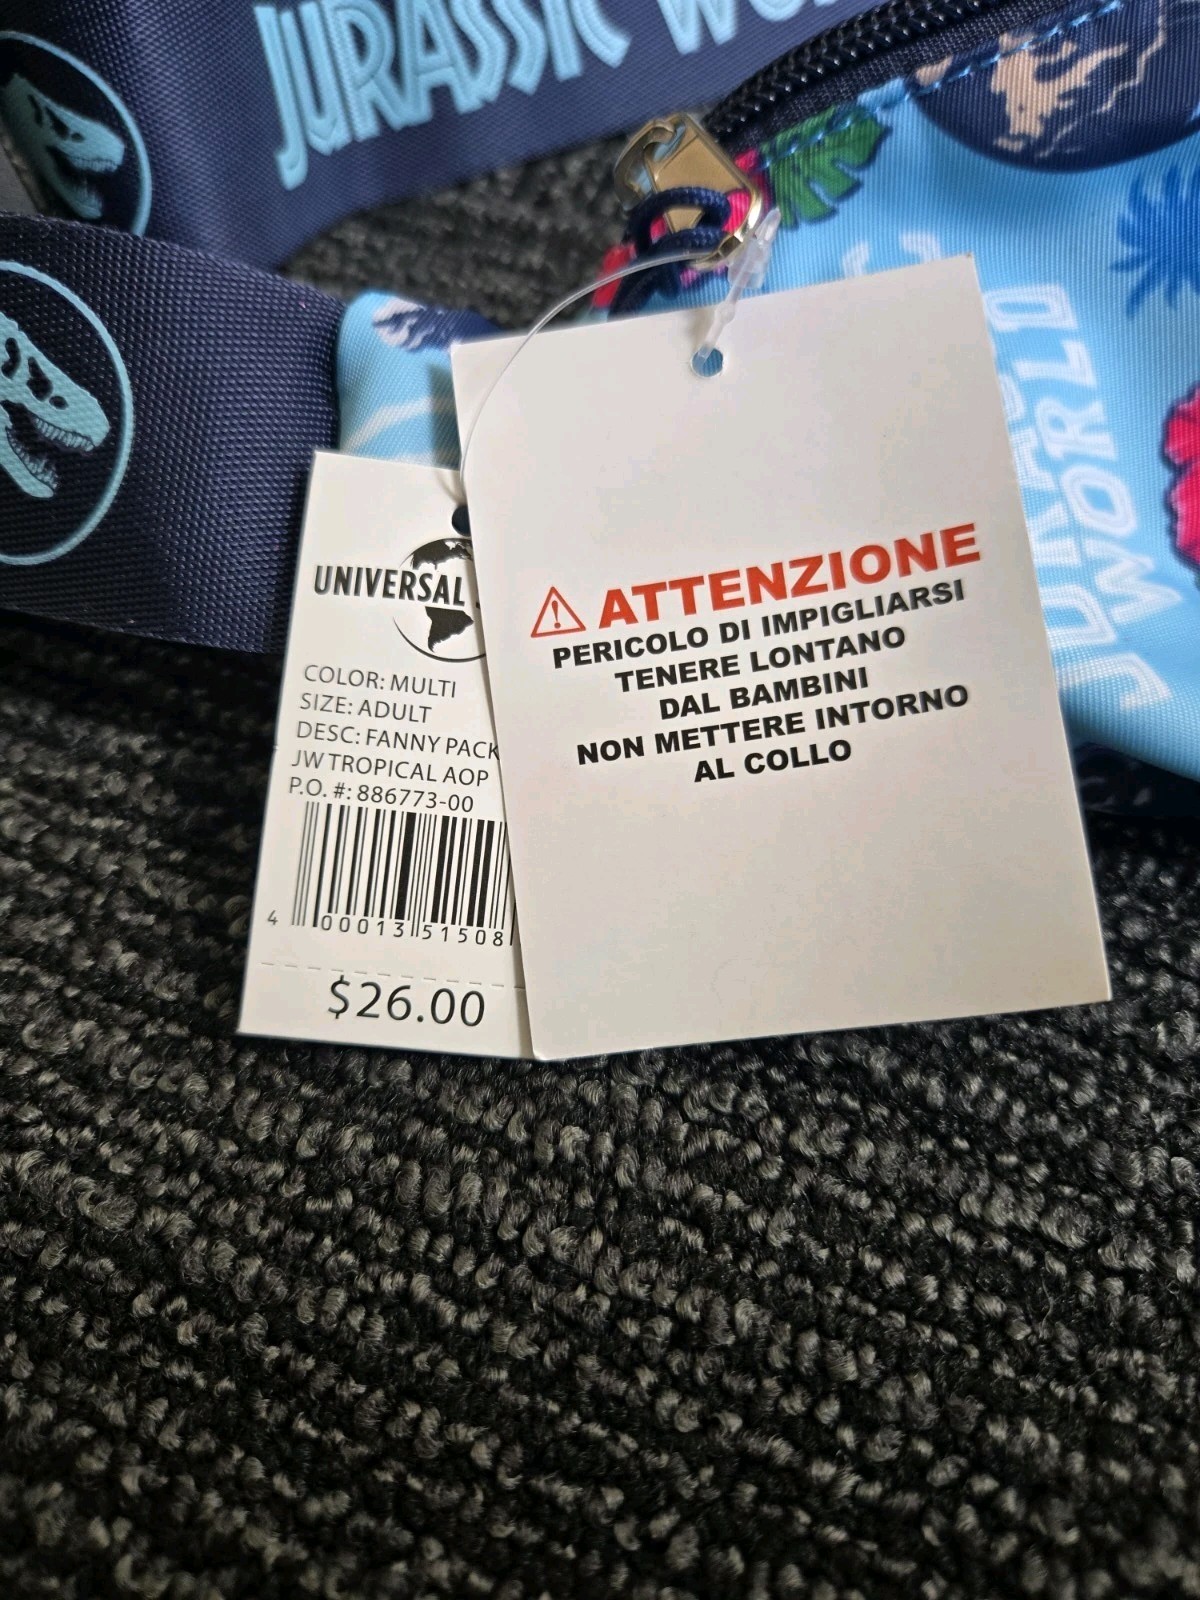 JURASSIC
UNIVERSAL
COLOR: MULTI
SIZE: ADULT
DESC: FANNY PACK
JW TROPICAL AOP
P.O. #: 886773-00
4 00013 51508
$26.00
ATTENZIONE
PERICOLO DI IMPIGLIARSI
TENERE LONTANO
DAL BAMBINI
NON METTERE INTORNO
AL COLLO
WORLD